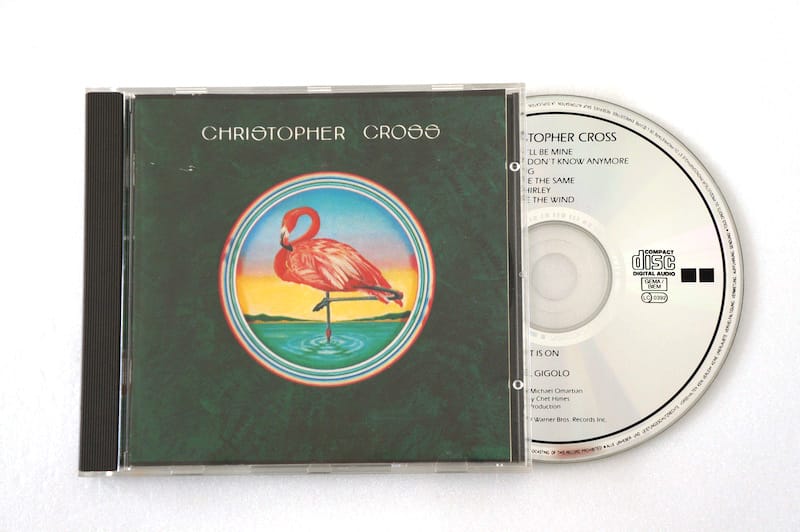 CHRISTOPHER CROSS
STOPHER CROSS
'LL BE MINE
DON'T KNOW ANYMORE
G
E THE SAME
HIRLEY
E THE WIND
COMPACT
disc
DIGITAL AUDIO
GEMA/
BIEM
LC 0392
T IS ON
L GIGOLO
Michael Omartian
y Chet Himes
Production
Warner Bros. Records Inc.